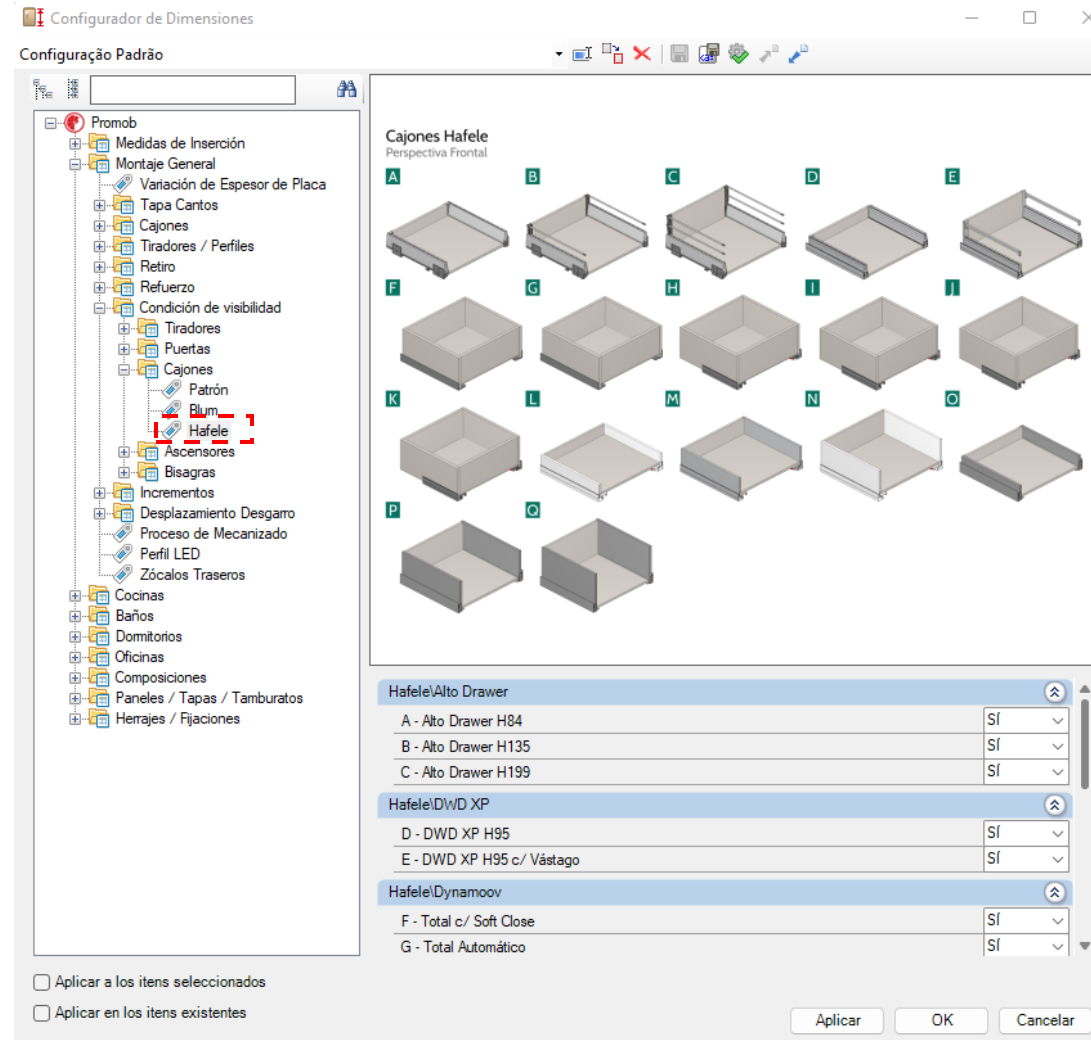 Configurador de Dimensiones
Configuração Padrão
Promob
Medidas de Inserción
Montaje General
Variación de Espesor de Placa
Tapa Cantos
Cajones
Tiradores / Perfiles
Retiro
Refuerzo
Condición de visibilidad
Tiradores
Puertas
Cajones
Patrón
Blum
Hafele
Ascensores
Bisagras
Incrementos
Desplazamiento Desgarro
Proceso de Mecanizado
Perfil LED
Zócalos Traseros
Cocinas
Baños
Dormitorios
Oficinas
Composiciones
Paneles / Tapas / Tamburatos
Herrajes / Fijaciones
Cajones Hafele
Perspectiva Frontal
A B C D E
F G H I J
K L M N O
P Q
Hafele\Alto Drawer
A - Alto Drawer H84 SÍ
B - Alto Drawer H135 SÍ
C - Alto Drawer H199 SÍ
Hafele\DWD XP
D - DWD XP H95 SÍ
E - DWD XP H95 c/ Vástago SÍ
Hafele\Dynamoov
F - Total c/ Soft Close SÍ
G - Total Automático SÍ
Aplicar a los itens seleccionados
Aplicar en los itens existentes
Aplicar OK Cancelar